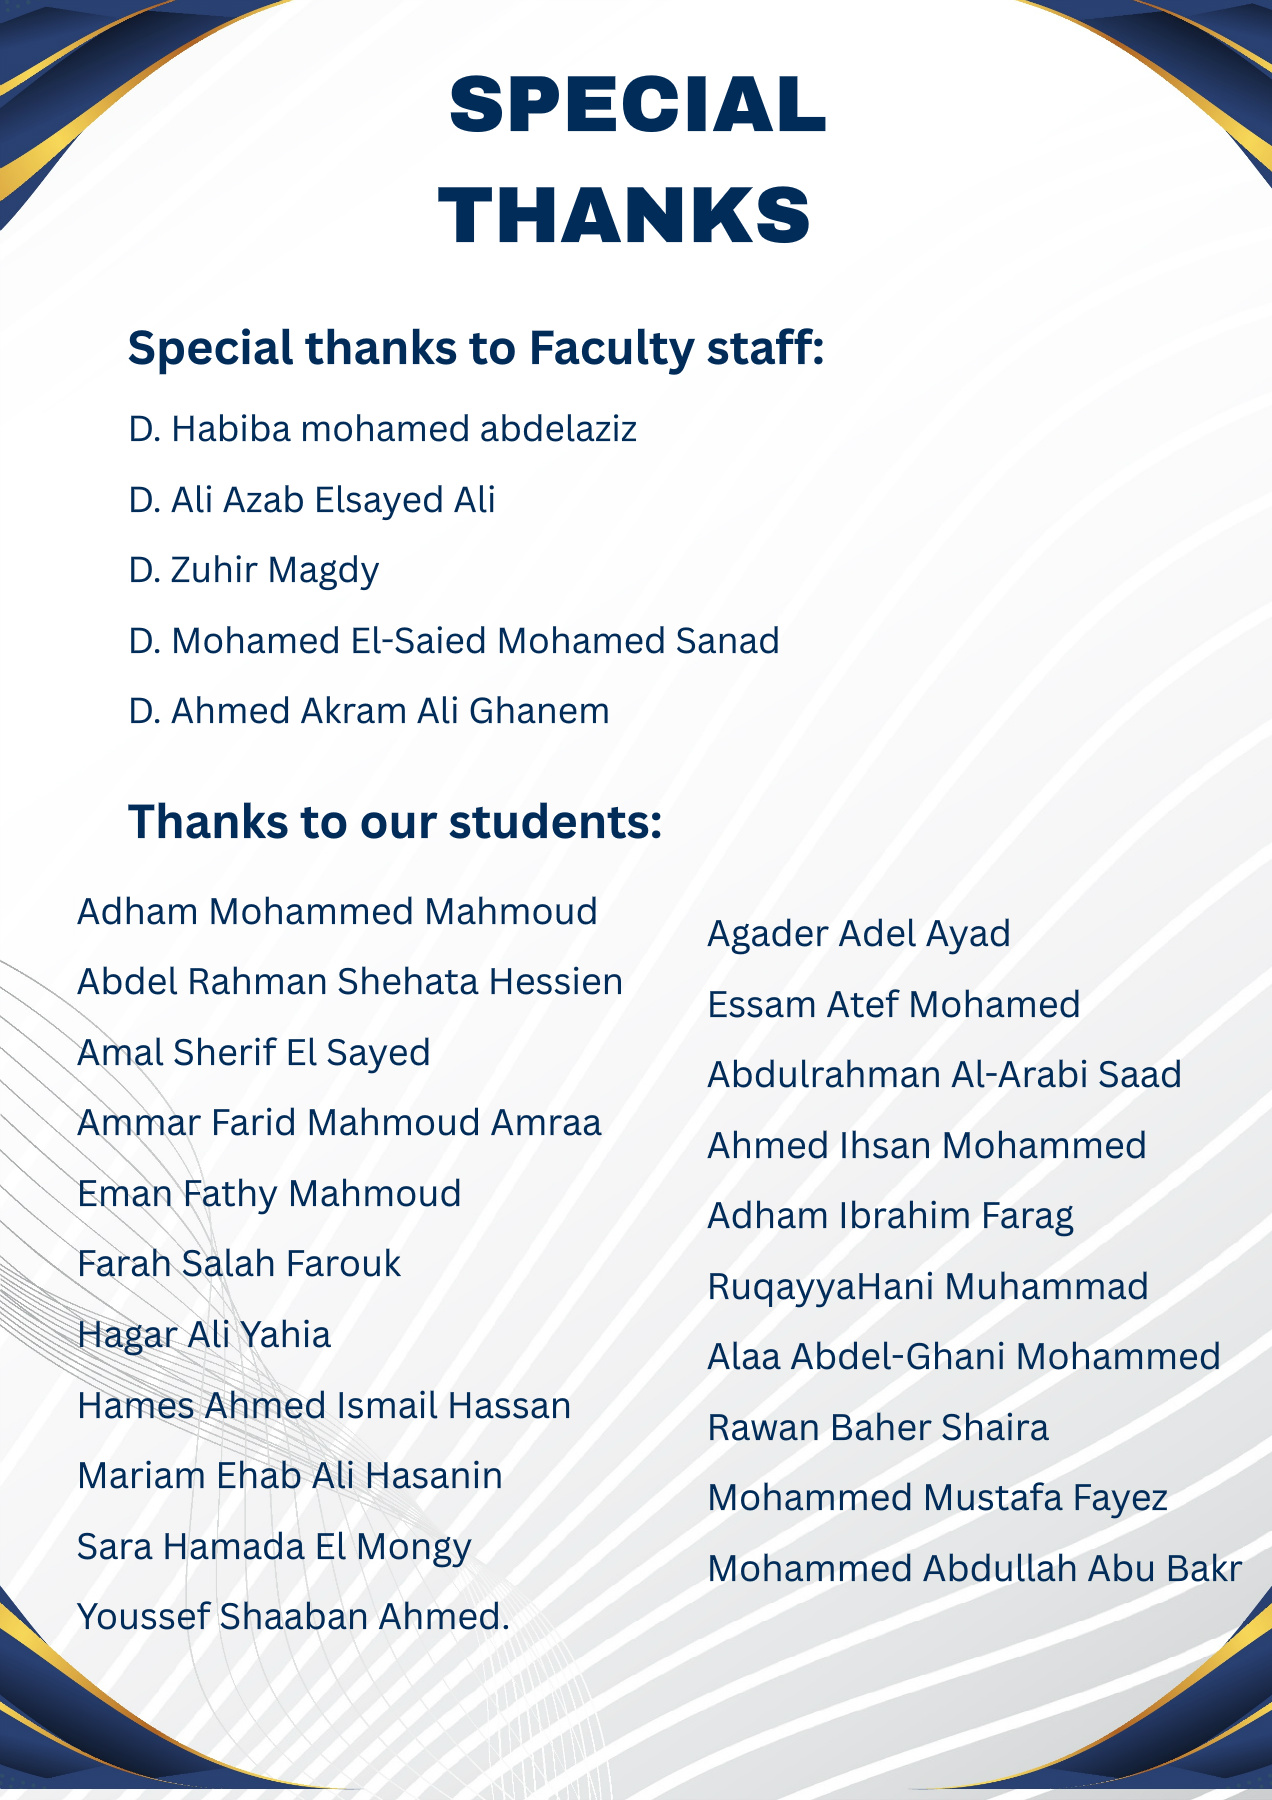 SPECIAL
THANKS
Special thanks to Faculty staff:
D. Habiba mohamed abdelaziz
D. Ali Azab Elsayed Ali
D. Zuhir Magdy
D. Mohamed El-Saied Mohamed Sanad
D. Ahmed Akram Ali Ghanem
Thanks to our students:
Adham Mohammed Mahmoud
Abdel Rahman Shehata Hessien
Amal Sherif El Sayed
Ammar Farid Mahmoud Amraa
Eman Fathy Mahmoud
Farah Salah Farouk
Hagar Ali Yahia
Hames Ahmed Ismail Hassan
Mariam Ehab Ali Hasanin
Sara Hamada El Mongy
Youssef Shaaban Ahmed.
Agader Adel Ayad
Essam Atef Mohamed
Abdulrahman Al-Arabi Saad
Ahmed Ihsan Mohammed
Adham Ibrahim Farag
RuqayyaHani Muhammad
Alaa Abdel-Ghani Mohammed
Rawan Baher Shaira
Mohammed Mustafa Fayez
Mohammed Abdullah Abu Bakr